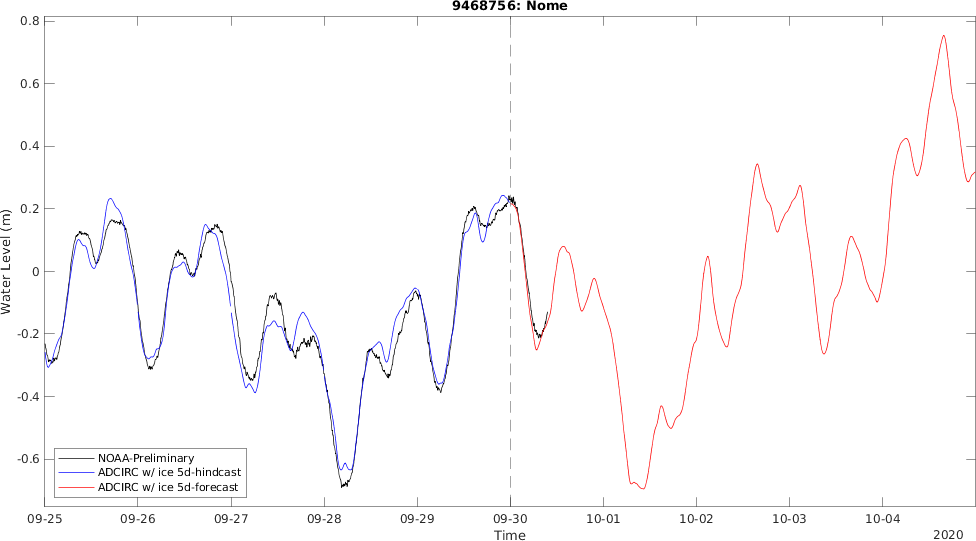 9468756: Nome
0.8
0.6
0.4
0.2
0
-0.2
-0.4
-0.6
Water Level (m)
NOAA-Preliminary
ADCIRC w/ ice 5d-hindcast
ADCIRC w/ ice 5d-forecast
09-25 09-26 09-27 09-28 09-29 09-30 10-01 10-02 10-03 10-04
Time
2020